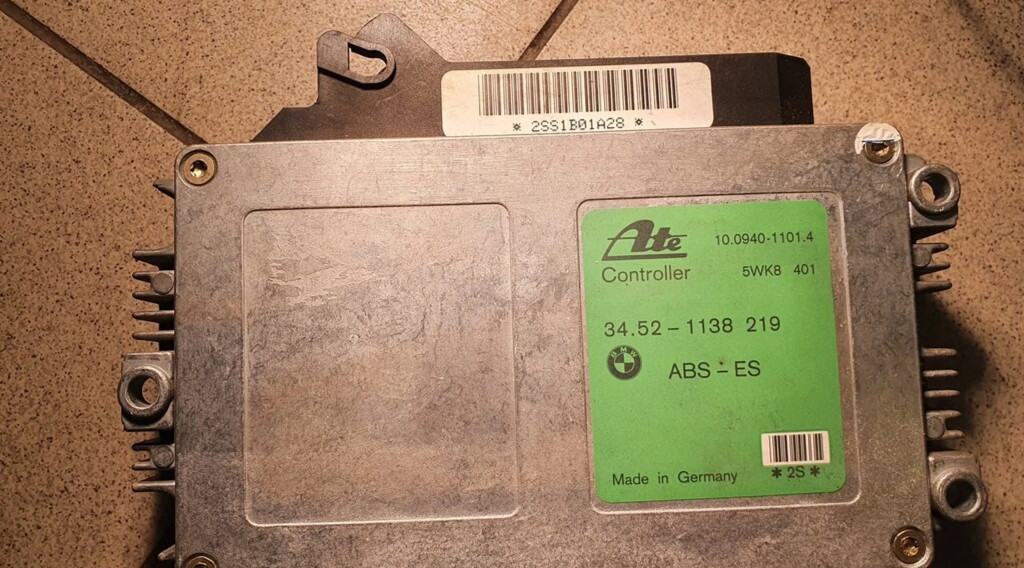 * 2SS1B01A28 *
Ate 10.0940-1101.4
Controller 5WK8 401
34.52-1138 219
BMW
ABS-ES
Made in Germany *2S*